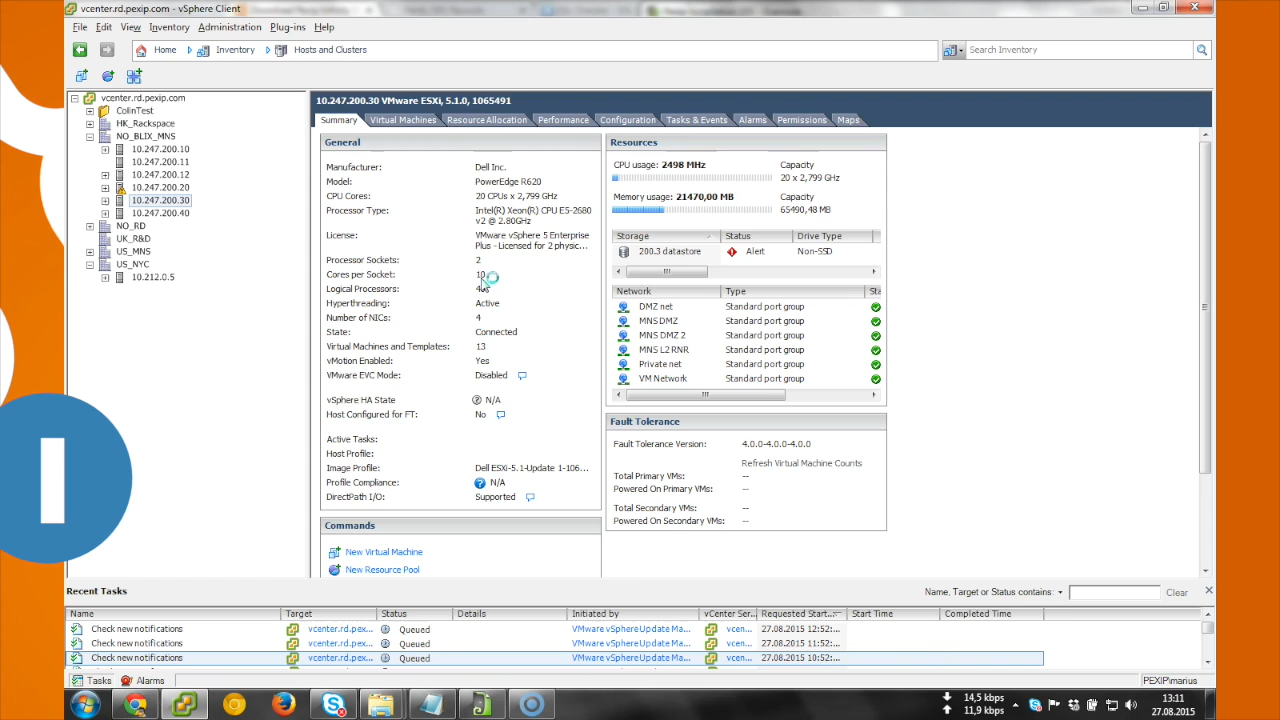 vcenter.rd.pexip.com - vSphere Client
File Edit View Inventory Administration Plug-ins Help
Home Inventory Hosts and Clusters
Search Inventory
vcenter.rd.pexip.com
ColinTest
HK_Rackspace
NO_BLIX_MNS
10.247.200.10
10.247.200.11
10.247.200.12
10.247.200.20
10.247.200.30
10.247.200.40
NO_RD
UK_R&D
US_MNS
US_NYC
10.212.0.5
10.247.200.30 VMware ESXi, 5.1.0, 1065491
Summary Virtual Machines Resource Allocation Performance Configuration Tasks & Events Alarms Permissions Maps
General
Manufacturer: Dell Inc.
Model: PowerEdge R620
CPU Cores: 20 CPUs x 2,799 GHz
Processor Type: Intel(R) Xeon(R) CPU E5-2680
v2 @ 2.80GHz
License: VMware vSphere 5 Enterprise
Plus - Licensed for 2 physic...
Processor Sockets: 2
Cores per Socket: 10
Logical Processors:
Hyperthreading: Active
Number of NICs: 4
State: Connected
Virtual Machines and Templates: 13
vMotion Enabled: Yes
VMware EVC Mode: Disabled
vSphere HA State N/A
Host Configured for FT: No
Active Tasks:
Host Profile:
Image Profile: Dell ESXi-5.1-Update 1-106...
Profile Compliance: N/A
DirectPath I/O: Supported
Commands
New Virtual Machine
New Resource Pool
Resources
CPU usage: 2498 MHz Capacity
20 x 2,799 GHz
Memory usage: 21470,00 MB Capacity
65490,48 MB
Storage Status Drive Type
200.3 datastore Alert Non-SSD
Network Type Sta
DMZ net Standard port group
MNS DMZ Standard port group
MNS DMZ 2 Standard port group
MNS L2 RNR Standard port group
Private net Standard port group
VM Network Standard port group
Fault Tolerance
Fault Tolerance Version: 4.0.0-4.0.0-4.0.0
Refresh Virtual Machine Counts
Total Primary VMs: --
Powered On Primary VMs: --
Total Secondary VMs: --
Powered On Secondary VMs: --
Recent Tasks
Name, Target or Status contains: Clear
Name Target Status Details Initiated by vCenter Ser... Requested Start... Start Time Completed Time
Check new notifications vcenter.rd.pex... Queued VMware vSphere Update Ma... vcen... 27.08.2015 12:52:...
Check new notifications vcenter.rd.pex... Queued VMware vSphere Update Ma... vcen... 27.08.2015 11:52:...
Check new notifications vcenter.rd.pex... Queued VMware vSphere Update Ma... vcen... 27.08.2015 10:52:...
Tasks Alarms
PEXIP\marius
14,5 kbps
11,9 kbps
13:11
27.08.2015